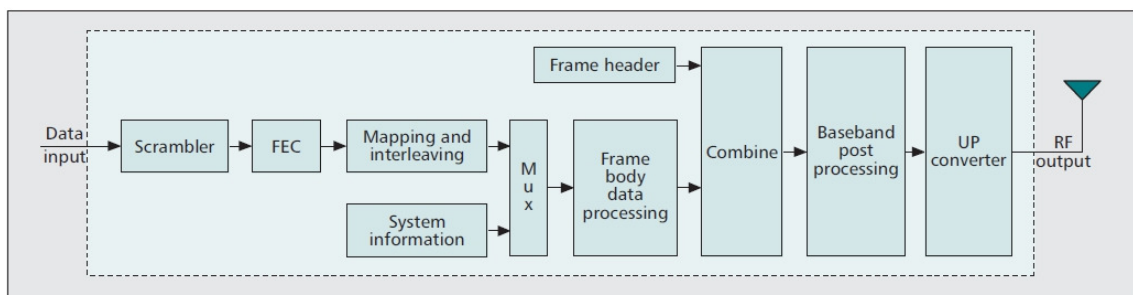 Data
input
Scrambler
FEC
Mapping and
interleaving
System
information
M
u
x
Frame
body
data
processing
Frame header
Combine
Baseband
post
processing
UP
converter
RF
output